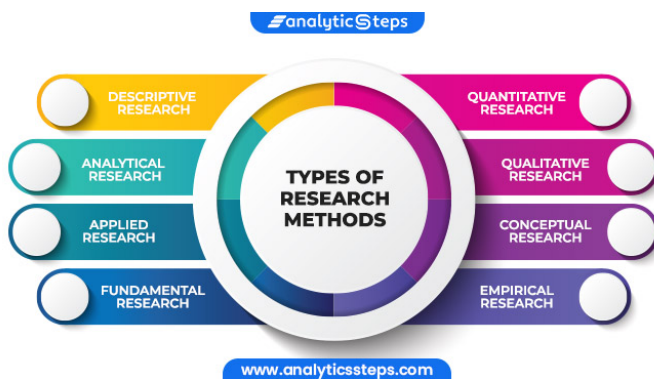 analyticSteps
DESCRIPTIVE
RESEARCH
ANALYTICAL
RESEARCH
APPLIED
RESEARCH
FUNDAMENTAL
RESEARCH
TYPES OF
RESEARCH
METHODS
QUANTITATIVE
RESEARCH
QUALITATIVE
RESEARCH
CONCEPTUAL
RESEARCH
EMPIRICAL
RESEARCH
www.analyticssteps.com